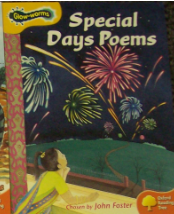 Glow-worms
Special
Days Poems
Chosen by John Foster